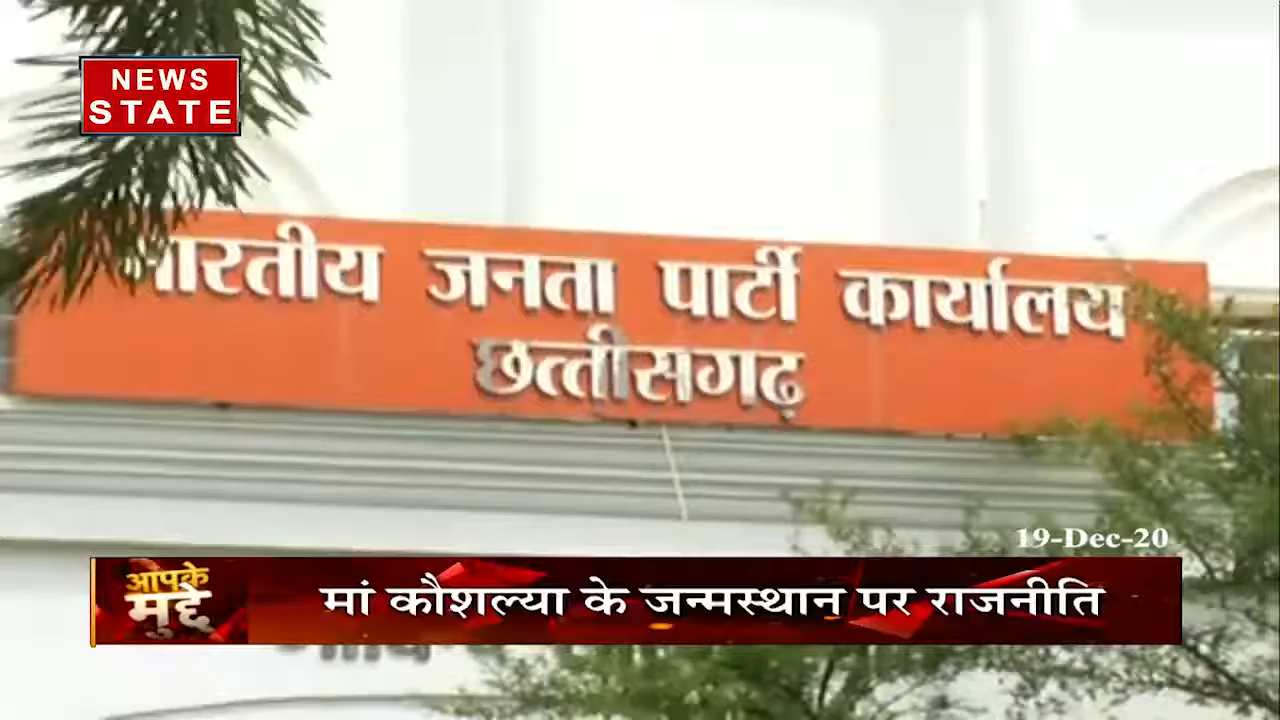 NEWS
STATE
भारतीय जनता पार्टी कार्यालय
छत्तीसगढ़
19-Dec-20
आपके
मुद्दे
मां कौशल्या के जन्मस्थान पर राजनीति